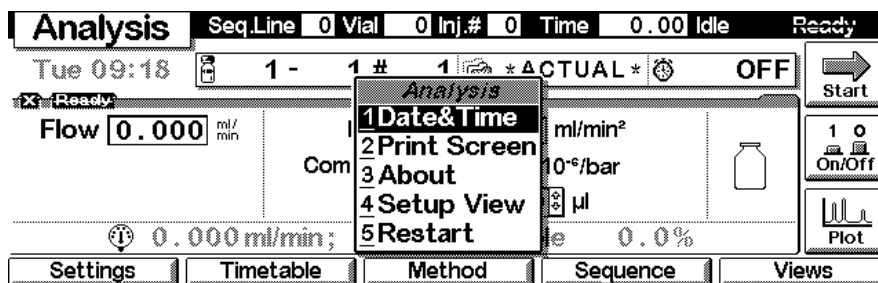 Analysis Seq.Line 0 Vial 0 Inj.# 0 Time 0.00 Idle Ready
Tue 09:18 1 - 1 # 1 *ACTUAL* OFF
Start
X Ready
Analysis
1 Date&Time
2 Print Screen
3 About
4 Setup View
5 Restart
Flow 0.000 ml/min
ml/min²
Com
10⁻⁶/bar
µl
0.000 ml/min;
0.0%
1 0
On/Off
Plot
Settings Timetable Method Sequence Views